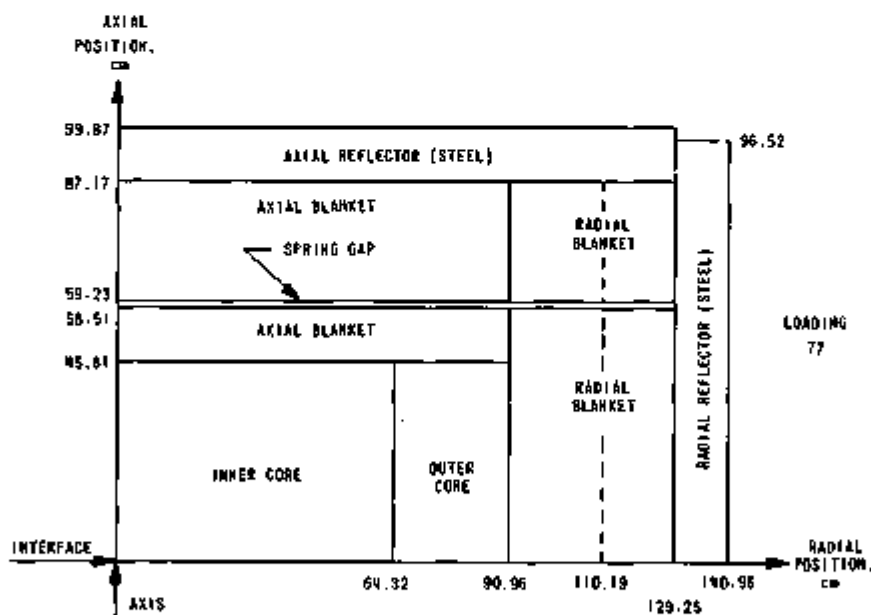 AXIAL
POSITION,
cm
99.87
96.52
AXIAL REFLECTOR (STEEL)
87.17
AXIAL BLANKET
RADIAL
BLANKET
SPRING GAP
59.23
58.51
AXIAL BLANKET
RADIAL REFLECTOR (STEEL)
LOADING
77
45.81
RADIAL
BLANKET
INNER CORE
OUTER
CORE
INTERFACE
RADIAL
POSITION,
cm
64.32
90.96
110.19
129.25
140.96
AXIS